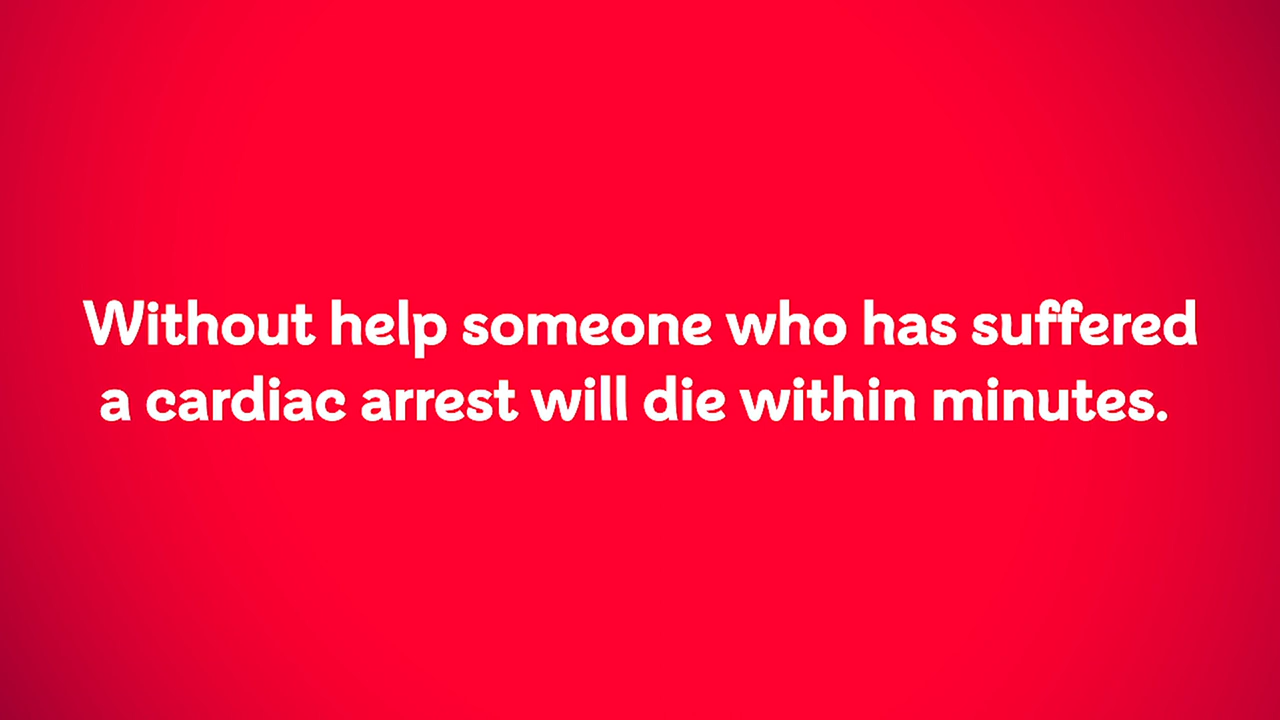 Without help someone who has suffered
a cardiac arrest will die within minutes.